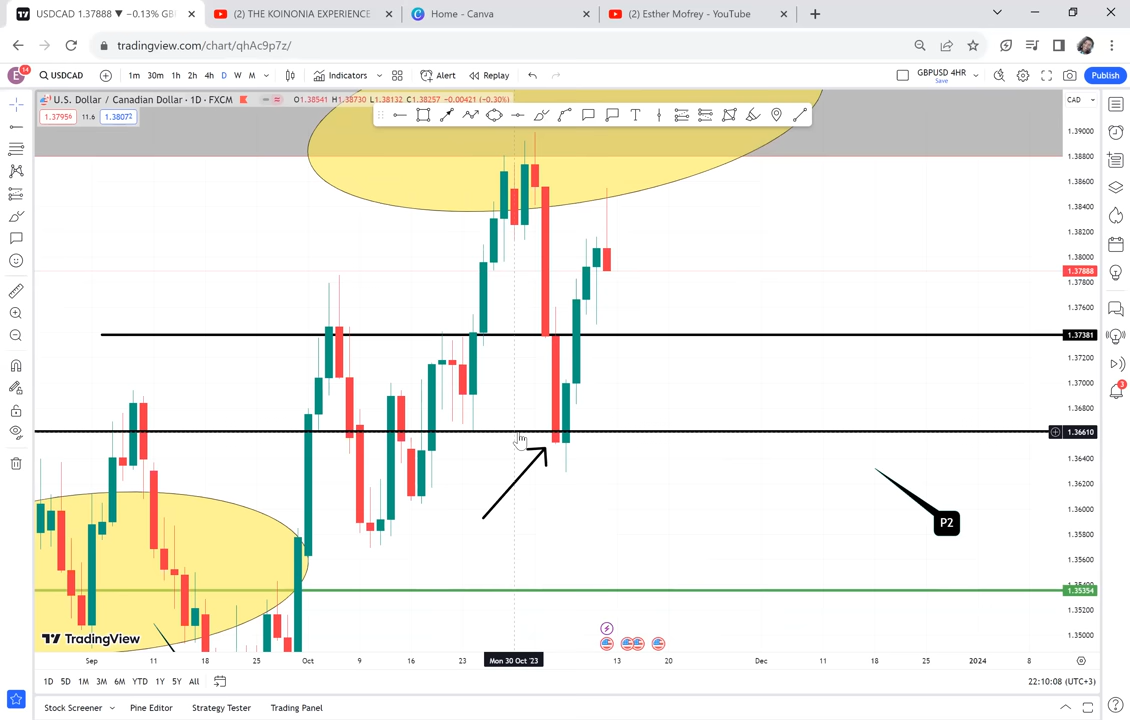 USDCAD 1.37888 ▼ −0.13% GBP
(2) THE KOINONIA EXPERIENCE
Home - Canva
(2) Esther Mofrey - YouTube
tradingview.com/chart/qhAc9p7z/
E 14
USDCAD
1m 30m 1h 2h 4h D W M
Indicators
Alert
Replay
GBPUSD 4HR
Save
Publish
U.S. Dollar / Canadian Dollar · 1D · FXCM
O1.38541 H1.38730 L1.38132 C1.38257 −0.00421 (−0.30%)
CAD
1.37956 11.6 1.38072
1.39000
1.38800
1.38600
1.38400
1.38200
1.38000
1.37888
1.37800
1.37600
1.37381
1.37200
1.37000
1.36800
1.36610
1.36400
1.36200
P2
1.36000
1.35800
1.35600
1.35400
1.35354
1.35200
1.35000
3
TradingView
Sep 11 18 25 Oct 9 16 23 Mon 30 Oct '23 13 20 Dec 11 18 25 2024 8
1D 5D 1M 3M 6M YTD 1Y 5Y All
22:10:08 (UTC+3)
Stock Screener Pine Editor Strategy Tester Trading Panel